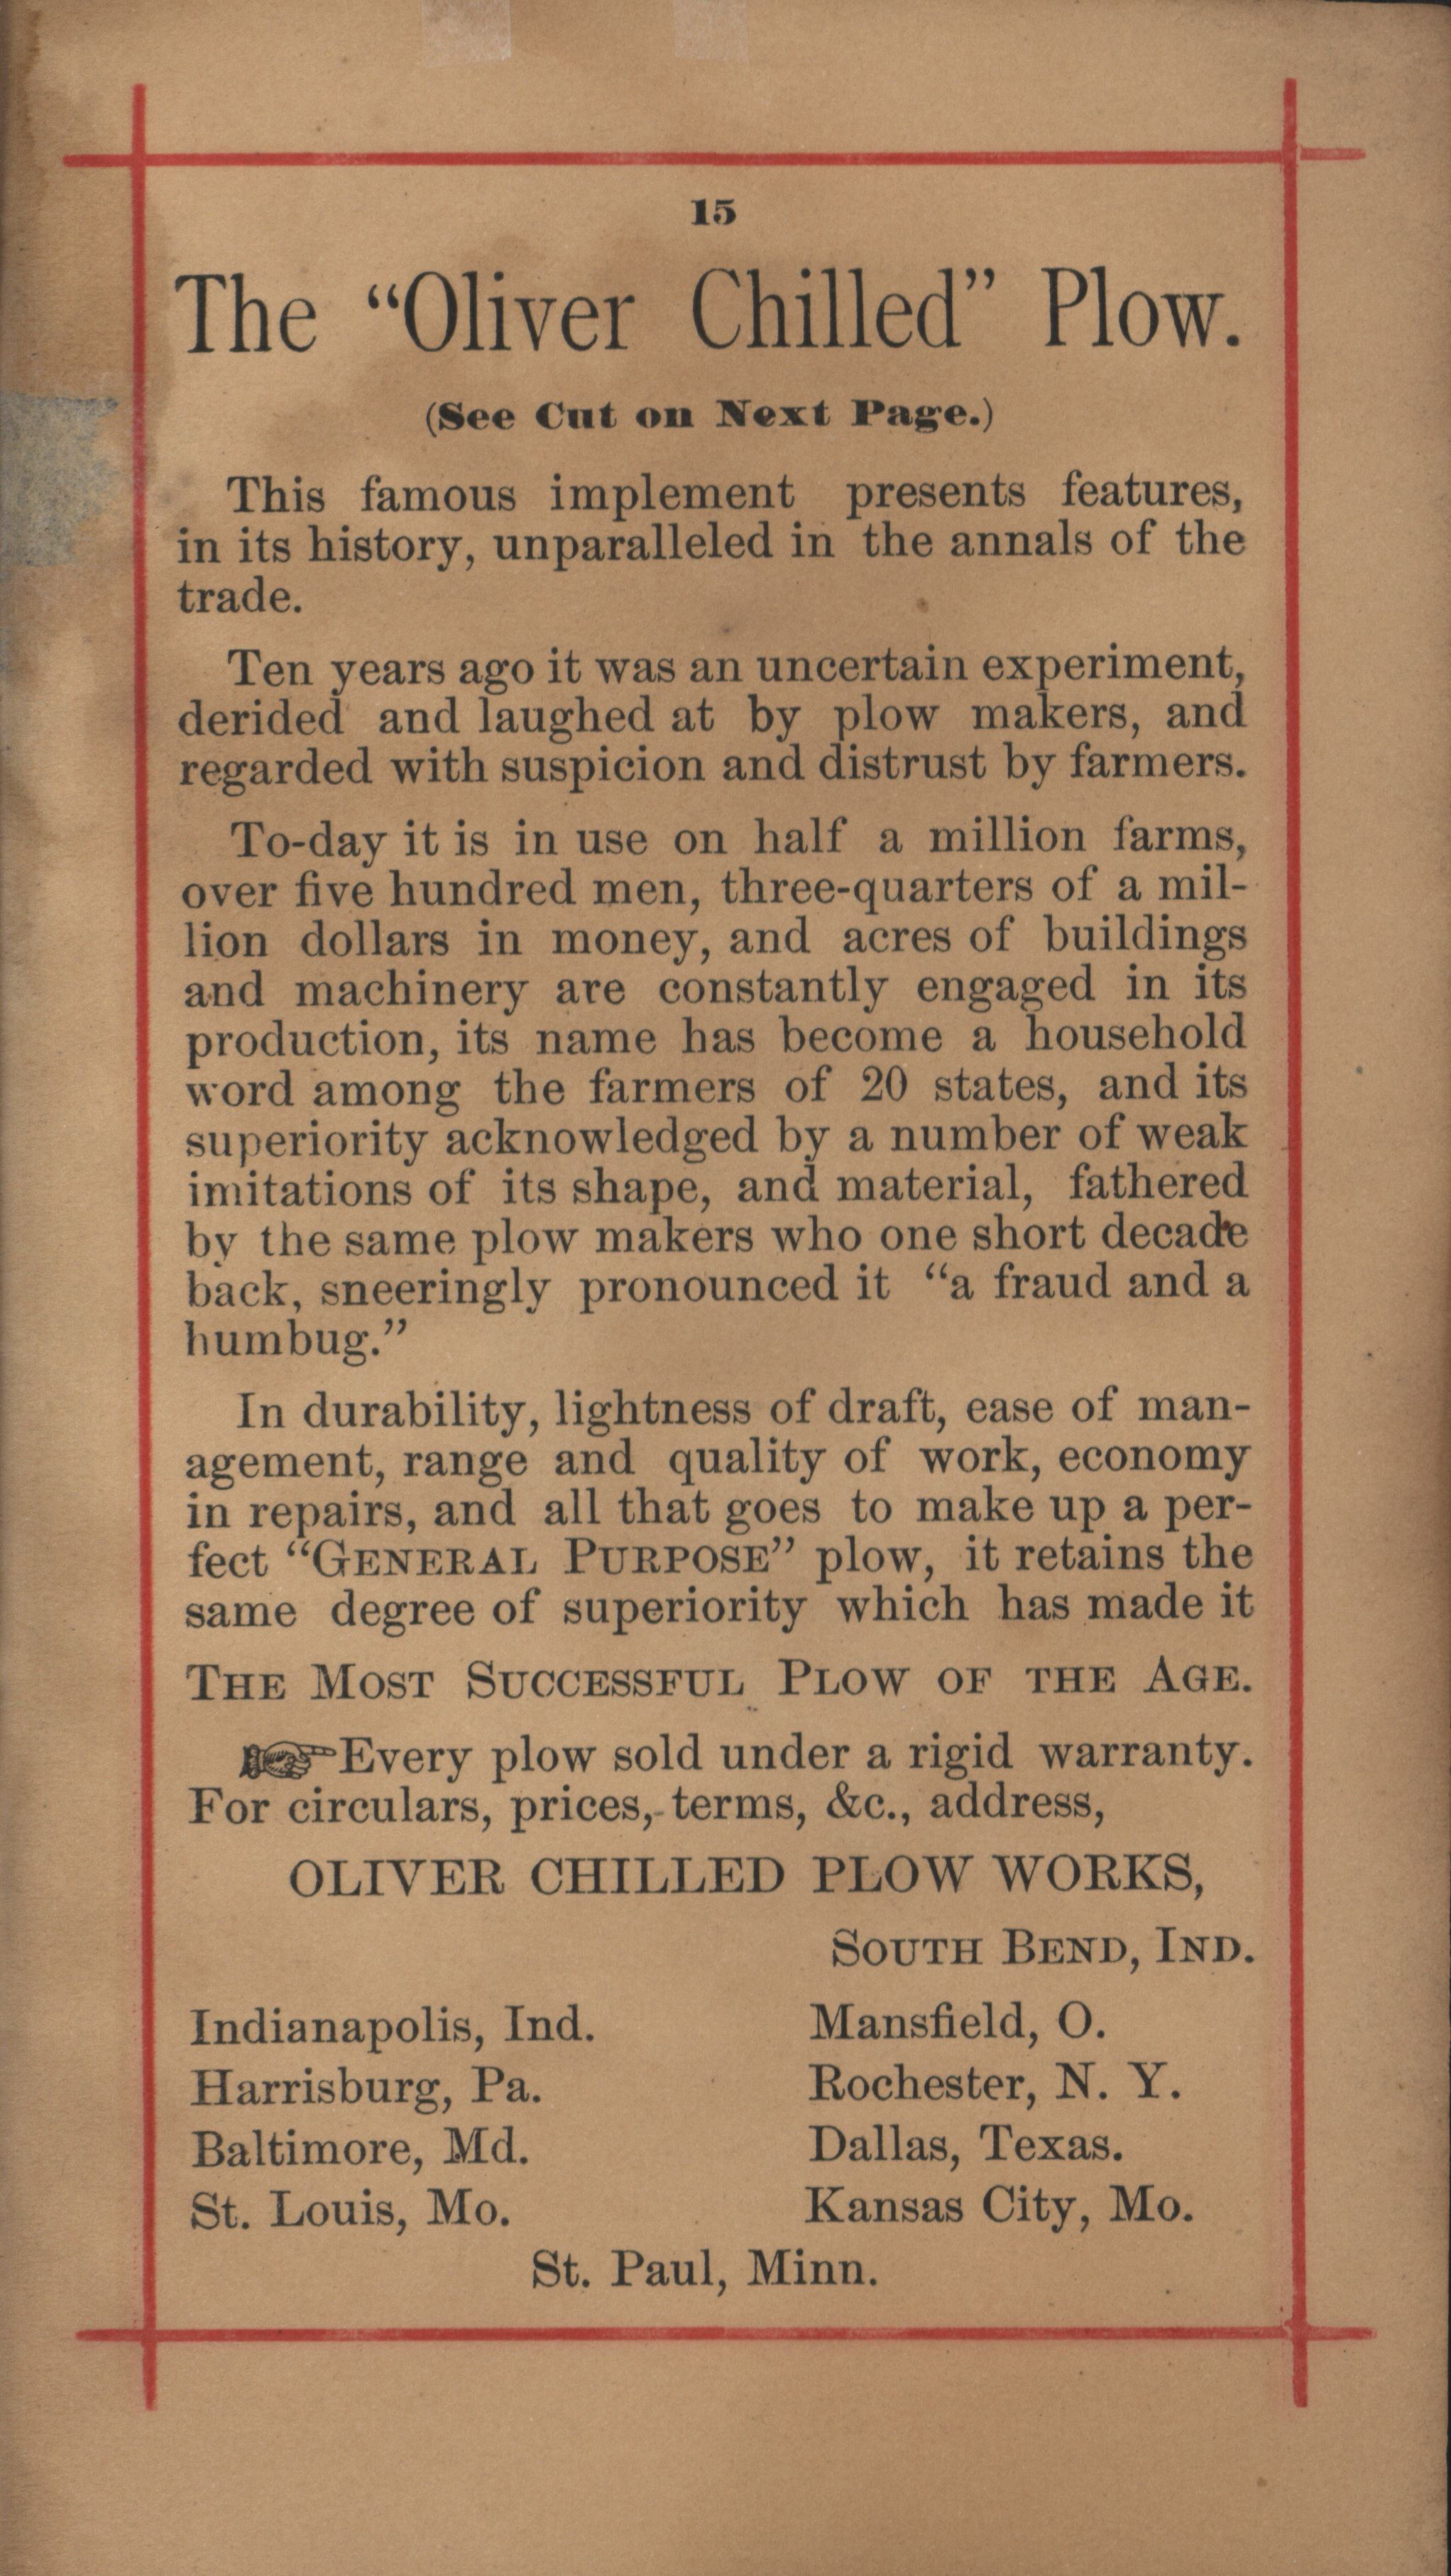 15
The “Oliver Chilled” Plow.
(See Cut on Next Page.)
This famous implement presents features,
in its history, unparalleled in the annals of the
trade.
Ten years ago it was an uncertain experiment,
derided and laughed at by plow makers, and
regarded with suspicion and distrust by farmers.
To-day it is in use on half a million farms,
over five hundred men, three-quarters of a mil-
lion dollars in money, and acres of buildings
and machinery are constantly engaged in its
production, its name has become a household
word among the farmers of 20 states, and its
superiority acknowledged by a number of weak
imitations of its shape, and material, fathered
by the same plow makers who one short decade
back, sneeringly pronounced it “a fraud and a
humbug.”
In durability, lightness of draft, ease of man-
agement, range and quality of work, economy
in repairs, and all that goes to make up a per-
fect “GENERAL PURPOSE” plow, it retains the
same degree of superiority which has made it
THE MOST SUCCESSFUL PLOW OF THE AGE.
☞Every plow sold under a rigid warranty.
For circulars, prices, terms, &c., address,
OLIVER CHILLED PLOW WORKS,
SOUTH BEND, IND.
Indianapolis, Ind. Mansfield, O.
Harrisburg, Pa. Rochester, N. Y.
Baltimore, Md. Dallas, Texas.
St. Louis, Mo. Kansas City, Mo.
St. Paul, Minn.